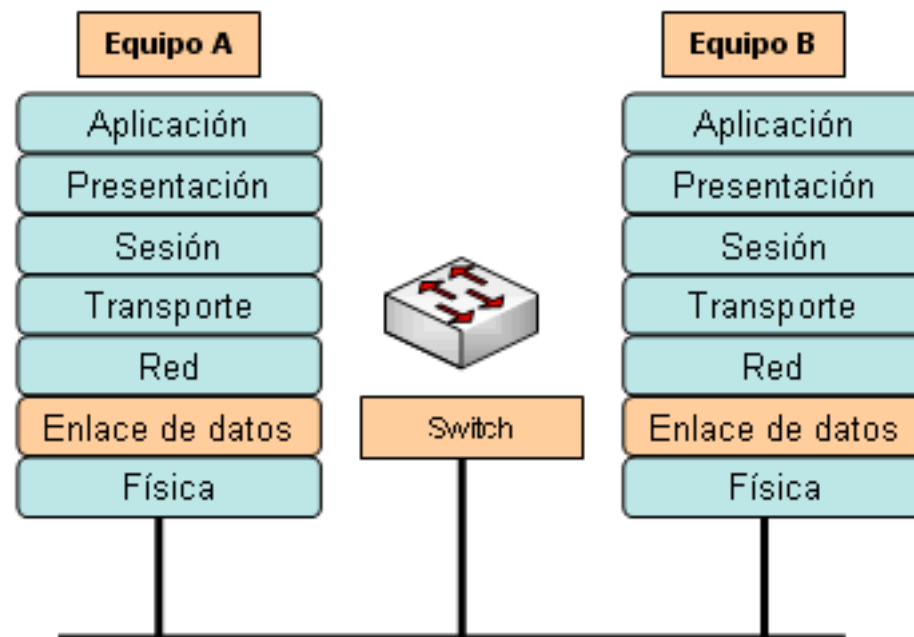 Equipo A
Aplicación
Presentación
Sesión
Transporte
Red
Enlace de datos
Física
Switch
Equipo B
Aplicación
Presentación
Sesión
Transporte
Red
Enlace de datos
Física